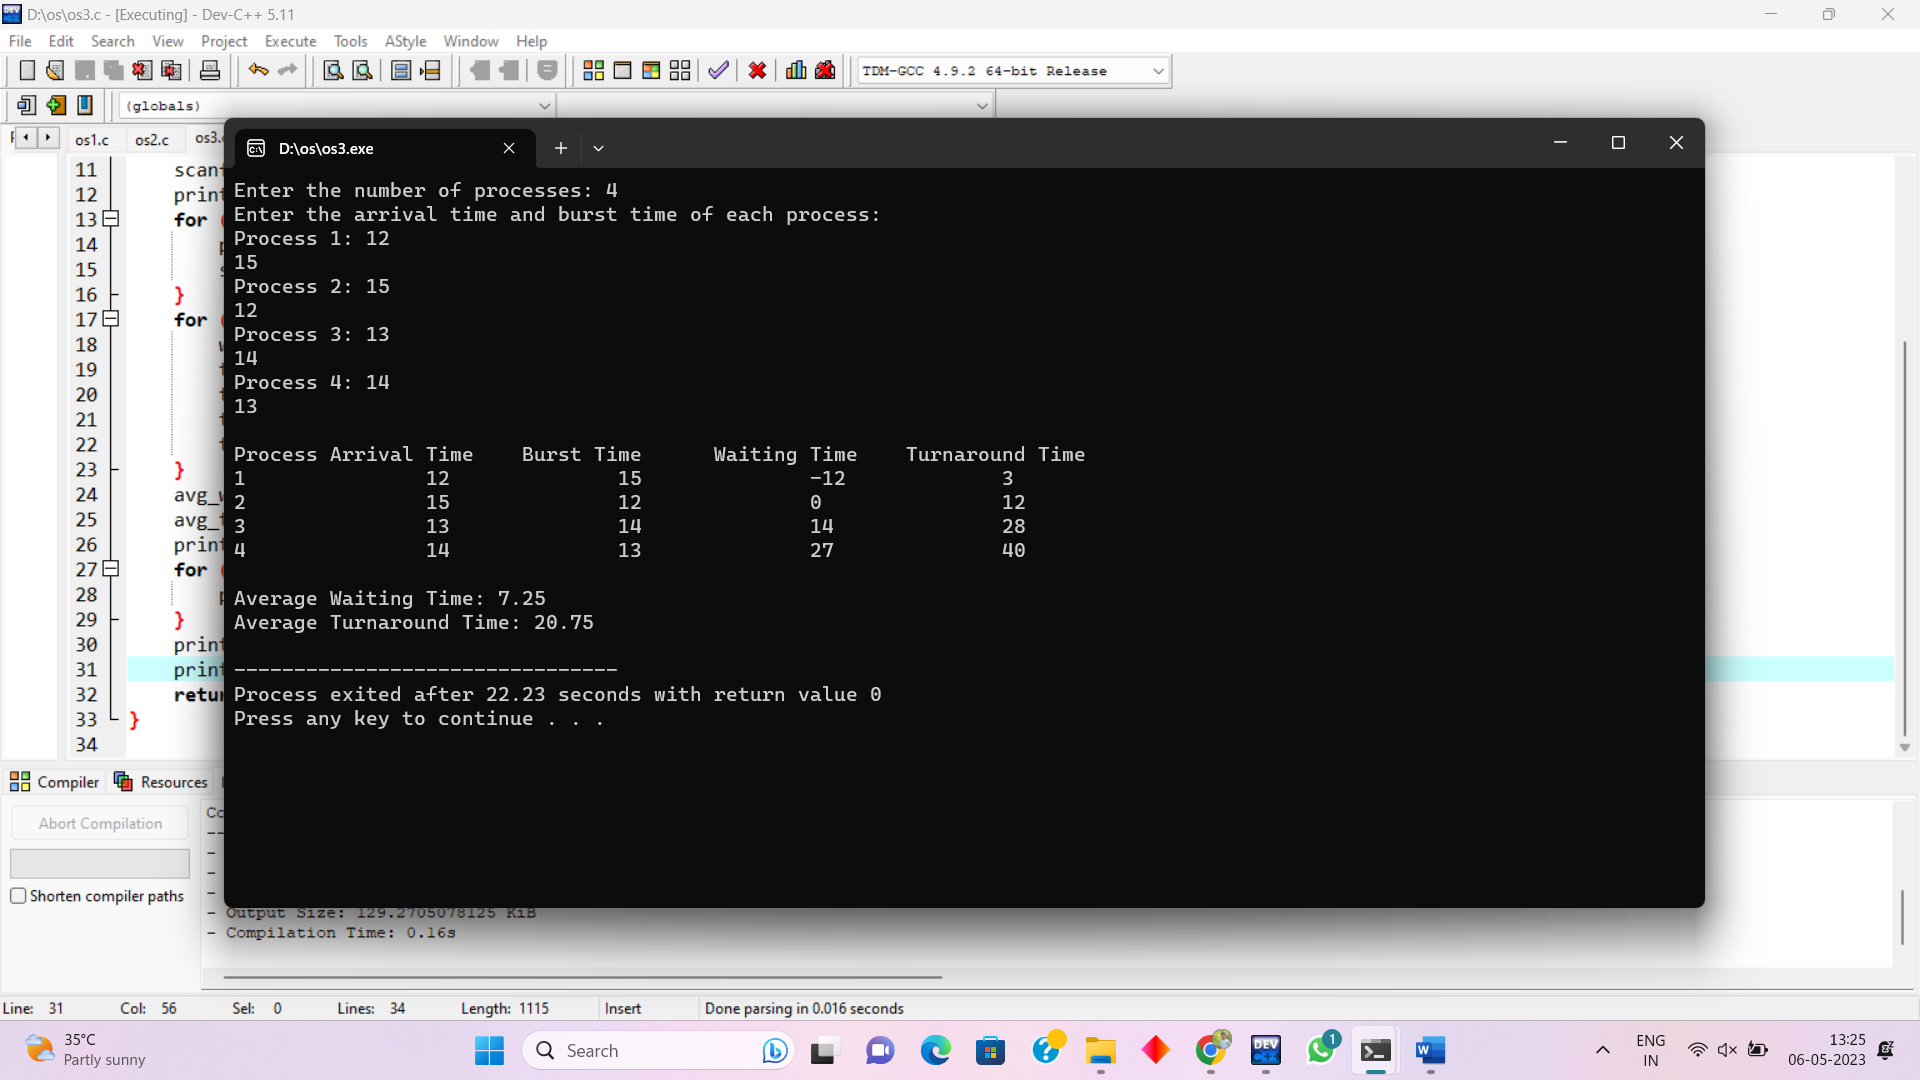 D:\os\os3.c - [Executing] - Dev-C++ 5.11
File Edit Search View Project Execute Tools AStyle Window Help
TDM-GCC 4.9.2 64-bit Release
(globals)
os1.c os2.c os3.
D:\os\os3.exe
Enter the number of processes: 4
Enter the arrival time and burst time of each process:
Process 1: 12
15
Process 2: 15
12
Process 3: 13
14
Process 4: 14
13
Process Arrival Time Burst Time Waiting Time Turnaround Time
1 12 15 -12 3
2 15 12 0 12
3 13 14 14 28
4 14 13 27 40
Average Waiting Time: 7.25
Average Turnaround Time: 20.75
--------------------------------
Process exited after 22.23 seconds with return value 0
Press any key to continue . . .
11 scanf
12 print
13 for
14
15
16 }
17 for
18
19
20
21
22
23 }
24 avg_
25 avg_
26 print
27 for
28
29 }
30 print
31 print
32 retur
33 }
34
Compiler Resources
Abort Compilation
Shorten compiler paths
- Output Size: 129.2705078125 KiB
- Compilation Time: 0.16s
Line: 31 Col: 56 Sel: 0 Lines: 34 Length: 1115 Insert Done parsing in 0.016 seconds
35°C
Partly sunny
Search
DEV
C++
1
ENG
IN
13:25
06-05-2023